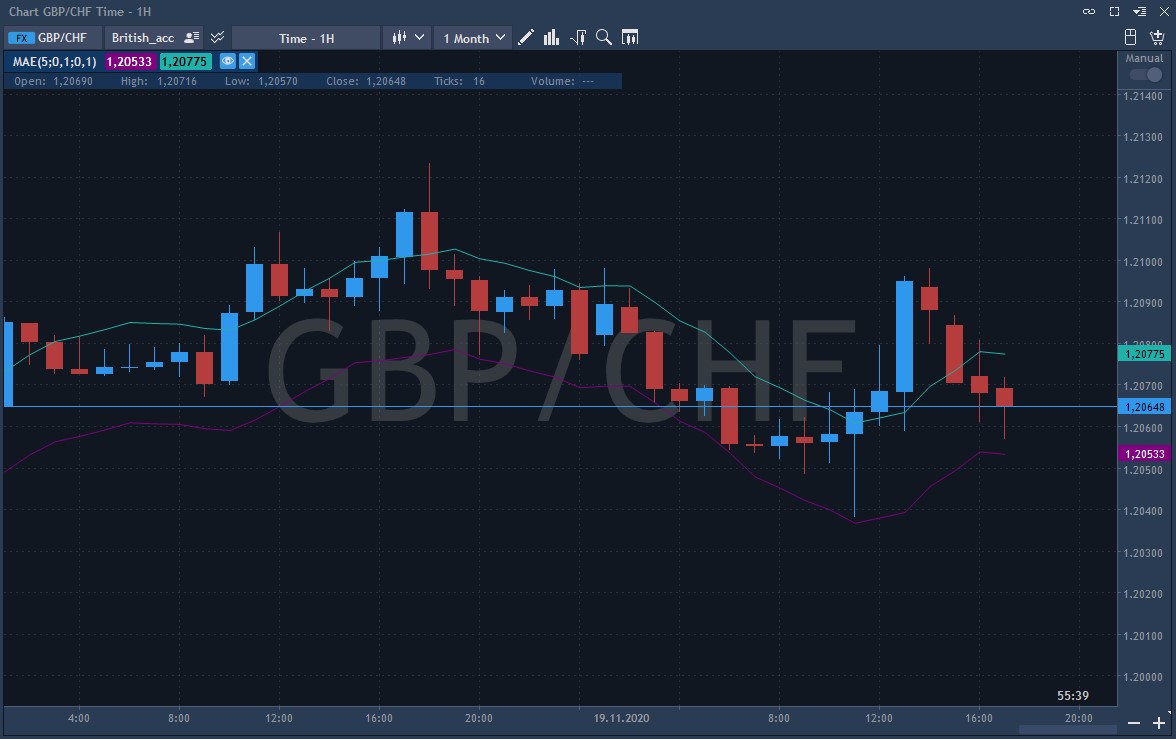 Chart GBP/CHF Time - 1H
FX GBP/CHF British_acc Time - 1H 1 Month
MAE(5;0,1;0,1) 1,20533 1,20775
Open: 1,20690 High: 1,20716 Low: 1,20570 Close: 1,20648 Ticks: 16 Volume: ---
Manual
1.21400
1.21300
1.21200
1.21100
1.21000
1.20900
1.20800
1,20775
1.20700
1,20648
1.20600
1,20533
1.20500
1.20400
1.20300
1.20200
1.20100
1.20000
GBP/CHF
55:39
4:00 8:00 12:00 16:00 20:00 19.11.2020 8:00 12:00 16:00 20:00